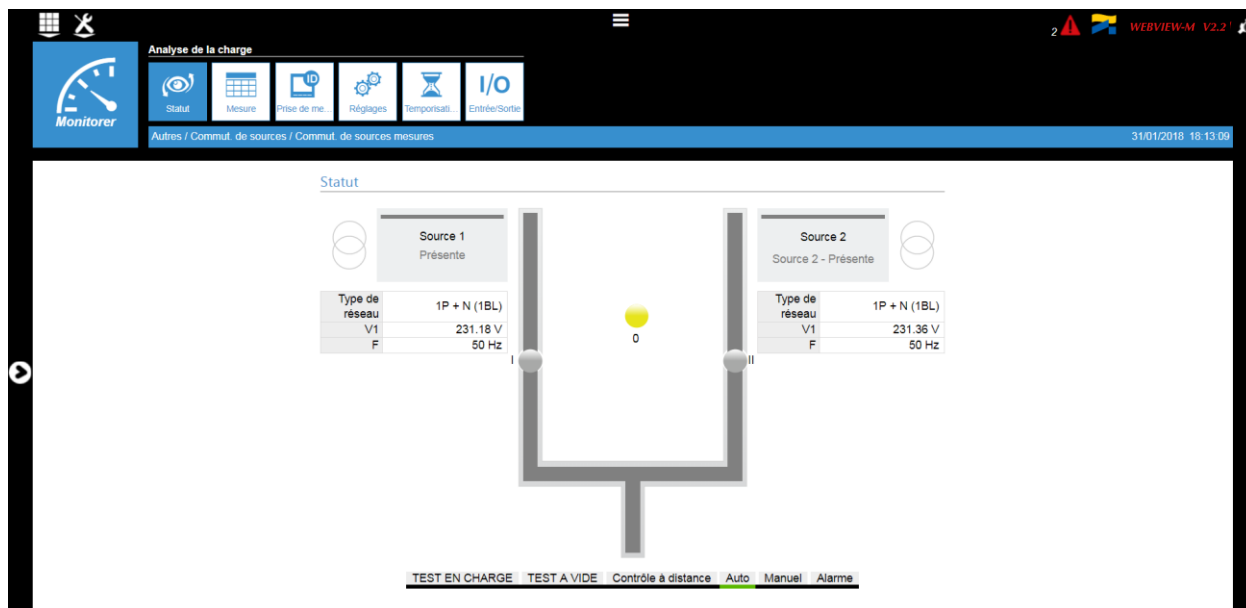 2 WEBVIEW-M V2.2
Analyse de la charge
Statut
Mesure
Prise de me...
ID
Réglages
Temporisati...
I/O
Entrée/Sortie
Monitorer
Autres / Commut. de sources / Commut. de sources mesures
31/01/2018 18:13:09
Statut
Source 1
Présente
Source 2
Source 2 - Présente
Type de réseau 1P + N (1BL)
V1 231.18 V
F 50 Hz
0
Type de réseau 1P + N (1BL)
V1 231.36 V
F 50 Hz
I
II
TEST EN CHARGE TEST A VIDE Contrôle à distance Auto Manuel Alarme